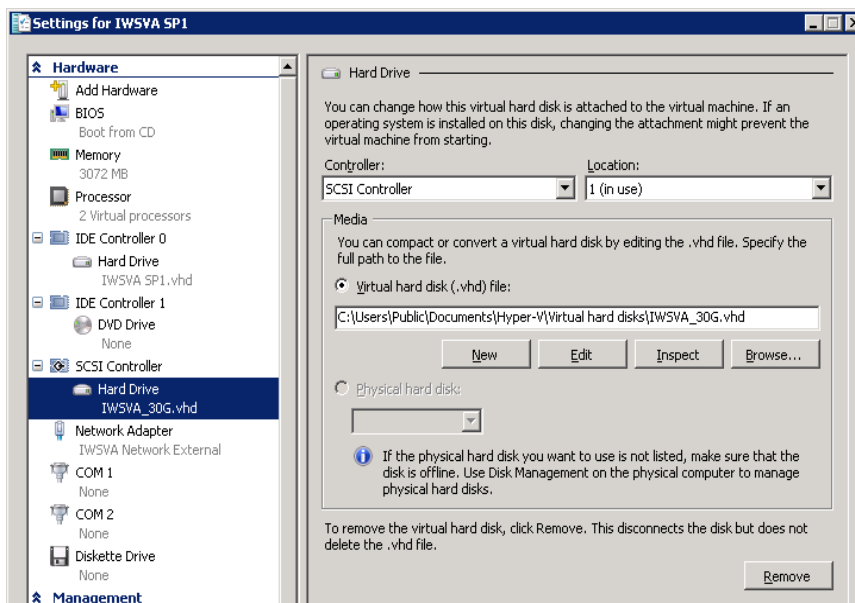 Settings for IWSVA SP1
Hardware
Add Hardware
BIOS
Boot from CD
Memory
3072 MB
Processor
2 Virtual processors
IDE Controller 0
Hard Drive
IWSVA SP1.vhd
IDE Controller 1
DVD Drive
None
SCSI Controller
Hard Drive
IWSVA_30G.vhd
Network Adapter
IWSVA Network External
COM 1
None
COM 2
None
Diskette Drive
None
Management
Hard Drive
You can change how this virtual hard disk is attached to the virtual machine. If an
operating system is installed on this disk, changing the attachment might prevent the
virtual machine from starting.
Controller:
Location:
SCSI Controller
1 (in use)
Media
You can compact or convert a virtual hard disk by editing the .vhd file. Specify the
full path to the file.
Virtual hard disk (.vhd) file:
C:\Users\Public\Documents\Hyper-V\Virtual hard disks\IWSVA_30G.vhd
New
Edit
Inspect
Browse...
Physical hard disk:
If the physical hard disk you want to use is not listed, make sure that the
disk is offline. Use Disk Management on the physical computer to manage
physical hard disks.
To remove the virtual hard disk, click Remove. This disconnects the disk but does not
delete the .vhd file.
Remove